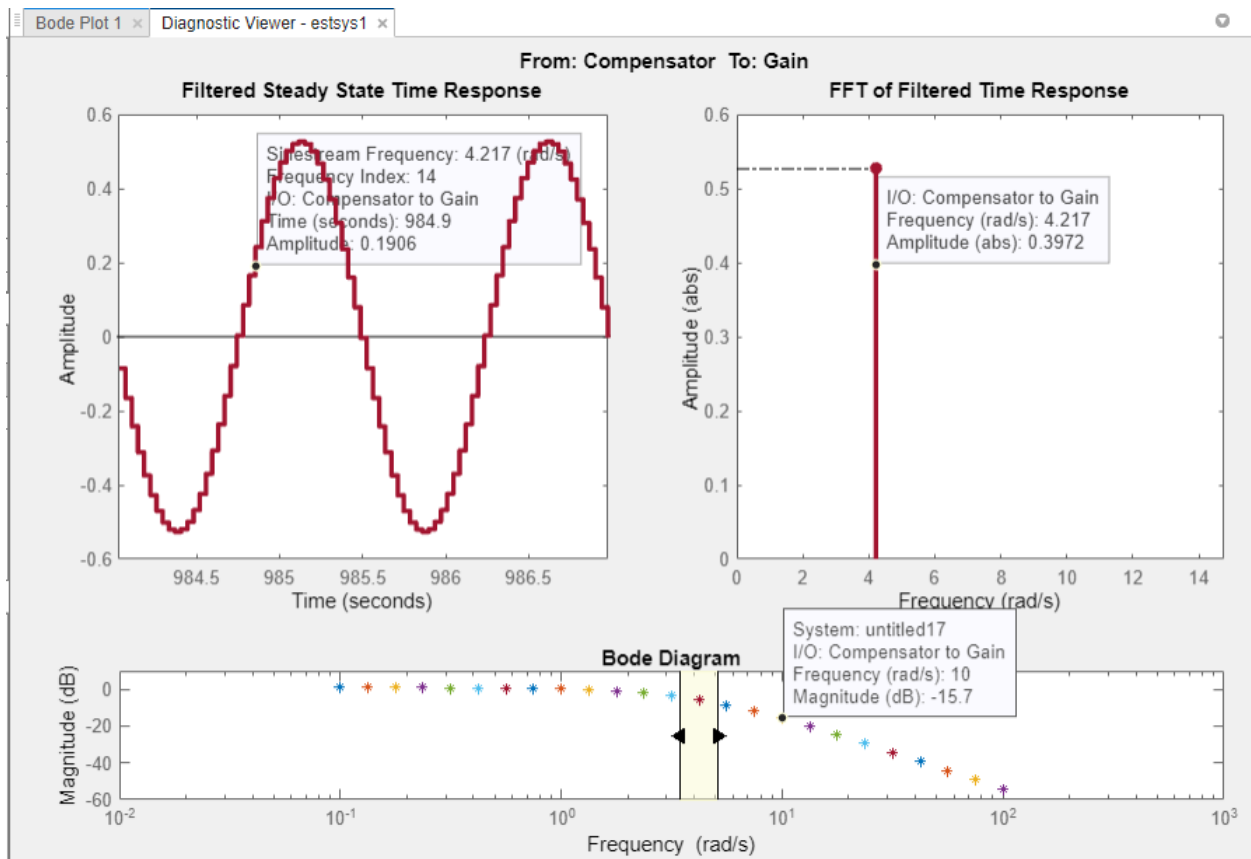 Bode Plot 1 × Diagnostic Viewer - estsys1 ×
From: Compensator To: Gain
Filtered Steady State Time Response
0.6
0.4
0.2
0
-0.2
-0.4
-0.6
Amplitude
Sinestream Frequency: 4.217 (rad/s)
Frequency Index: 14
I/O: Compensator to Gain
Time (seconds): 984.9
Amplitude: 0.1906
984.5 985 985.5 986 986.5
Time (seconds)
FFT of Filtered Time Response
0.6
0.5
0.4
0.3
0.2
0.1
0
Amplitude (abs)
I/O: Compensator to Gain
Frequency (rad/s): 4.217
Amplitude (abs): 0.3972
0 2 4 6 8 10 12 14
Frequency (rad/s)
Bode Diagram
0
-20
-40
-60
Magnitude (dB)
System: untitled17
I/O: Compensator to Gain
Frequency (rad/s): 10
Magnitude (dB): -15.7
10⁻² 10⁻¹ 10⁰ 10¹ 10² 10³
Frequency (rad/s)